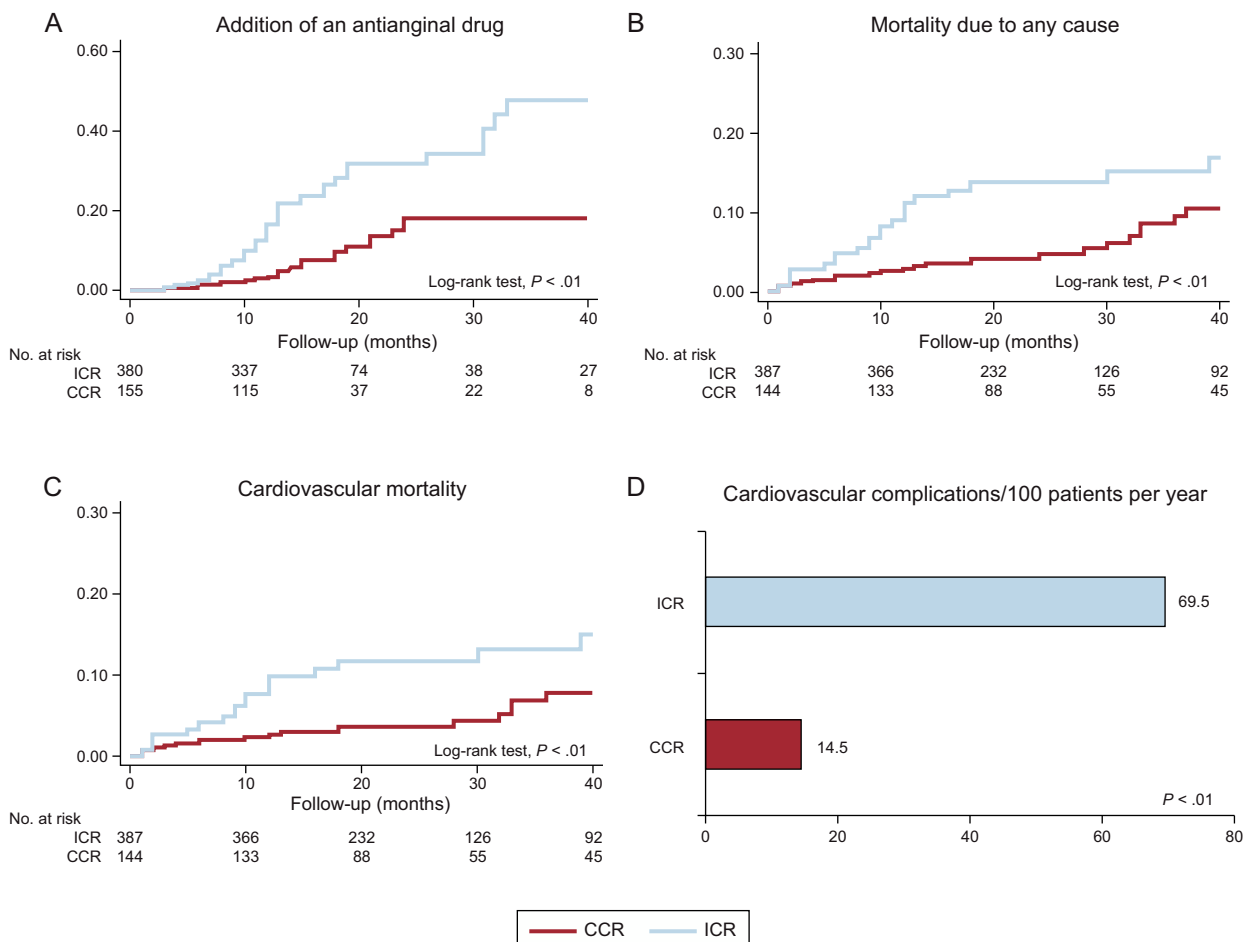 A
Addition of an antianginal drug
0.60
0.40
0.20
0.00
Log-rank test, P < .01
0 10 20 30 40
Follow-up (months)
No. at risk
ICR 380 337 74 38 27
CCR 155 115 37 22 8
B
Mortality due to any cause
0.30
0.20
0.10
0.00
Log-rank test, P < .01
0 10 20 30 40
Follow-up (months)
No. at risk
ICR 387 366 232 126 92
CCR 144 133 88 55 45
C
Cardiovascular mortality
0.30
0.20
0.10
0.00
Log-rank test, P < .01
0 10 20 30 40
Follow-up (months)
No. at risk
ICR 387 366 232 126 92
CCR 144 133 88 55 45
D
Cardiovascular complications/100 patients per year
ICR 69.5
CCR 14.5
P < .01
0 20 40 60 80
CCR ICR